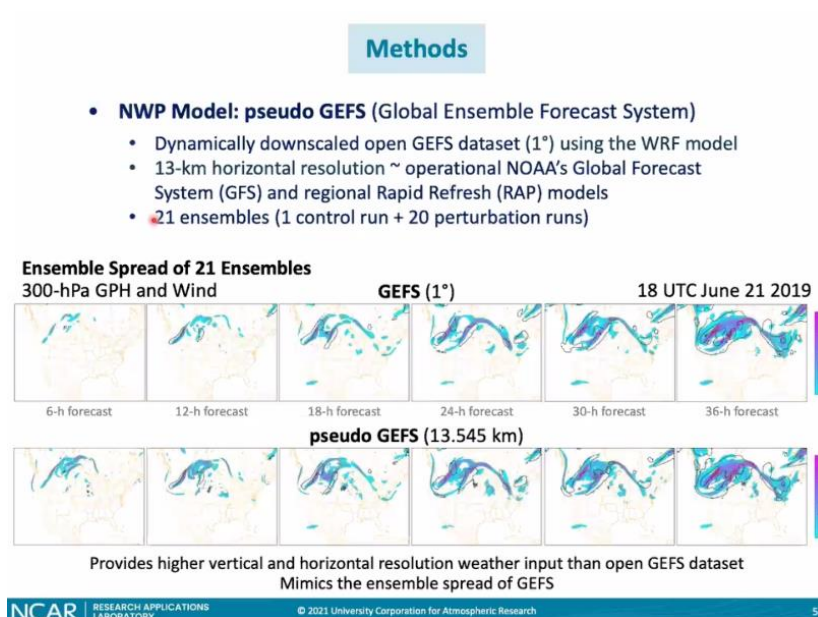 Methods
• NWP Model: pseudo GEFS (Global Ensemble Forecast System)
• Dynamically downscaled open GEFS dataset (1°) using the WRF model
• 13-km horizontal resolution ~ operational NOAA's Global Forecast
System (GFS) and regional Rapid Refresh (RAP) models
• 21 ensembles (1 control run + 20 perturbation runs)
Ensemble Spread of 21 Ensembles
300-hPa GPH and Wind GEFS (1°) 18 UTC June 21 2019
6-h forecast 12-h forecast 18-h forecast 24-h forecast 30-h forecast 36-h forecast
pseudo GEFS (13.545 km)
Provides higher vertical and horizontal resolution weather input than open GEFS dataset
Mimics the ensemble spread of GEFS
NCAR RESEARCH APPLICATIONS © 2021 University Corporation for Atmospheric Research 5
LABORATORY